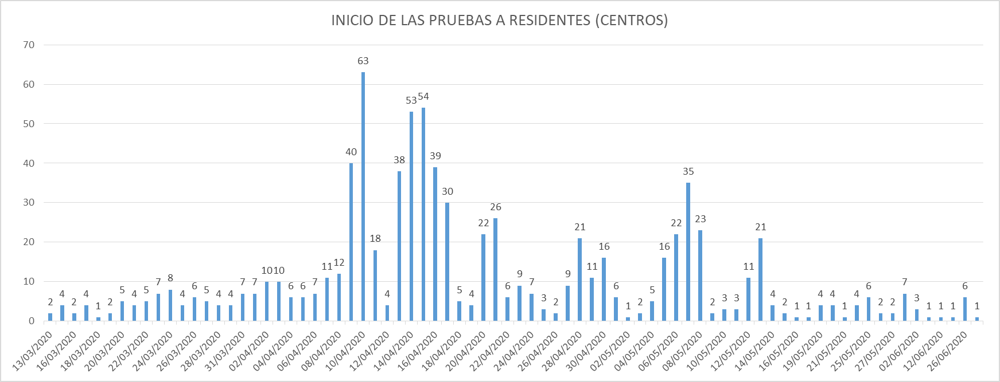 INICIO DE LAS PRUEBAS A RESIDENTES (CENTROS)
70
60
50
40
30
20
10
0
2 4 2 4 1 2 5 4 5 7 8 4 6 5 4 4 7 7 10 10 6 6 7 11 12 40 63 18 4 38 53 54 39 30 5 4 22 26 6 9 7 3 2 9 21 11 16 6 1 2 5 16 22 35 23 2 3 3 11 21 4 2 1 1 4 4 1 4 6 2 2 7 3 1 1 1 6 1
13/03/2020 16/03/2020 18/03/2020 20/03/2020 22/03/2020 24/03/2020 26/03/2020 28/03/2020 31/03/2020 02/04/2020 04/04/2020 06/04/2020 08/04/2020 10/04/2020 12/04/2020 14/04/2020 16/04/2020 18/04/2020 20/04/2020 22/04/2020 24/04/2020 26/04/2020 28/04/2020 30/04/2020 02/05/2020 04/05/2020 06/05/2020 08/05/2020 10/05/2020 12/05/2020 14/05/2020 16/05/2020 19/05/2020 21/05/2020 25/05/2020 27/05/2020 02/06/2020 12/06/2020 26/06/2020